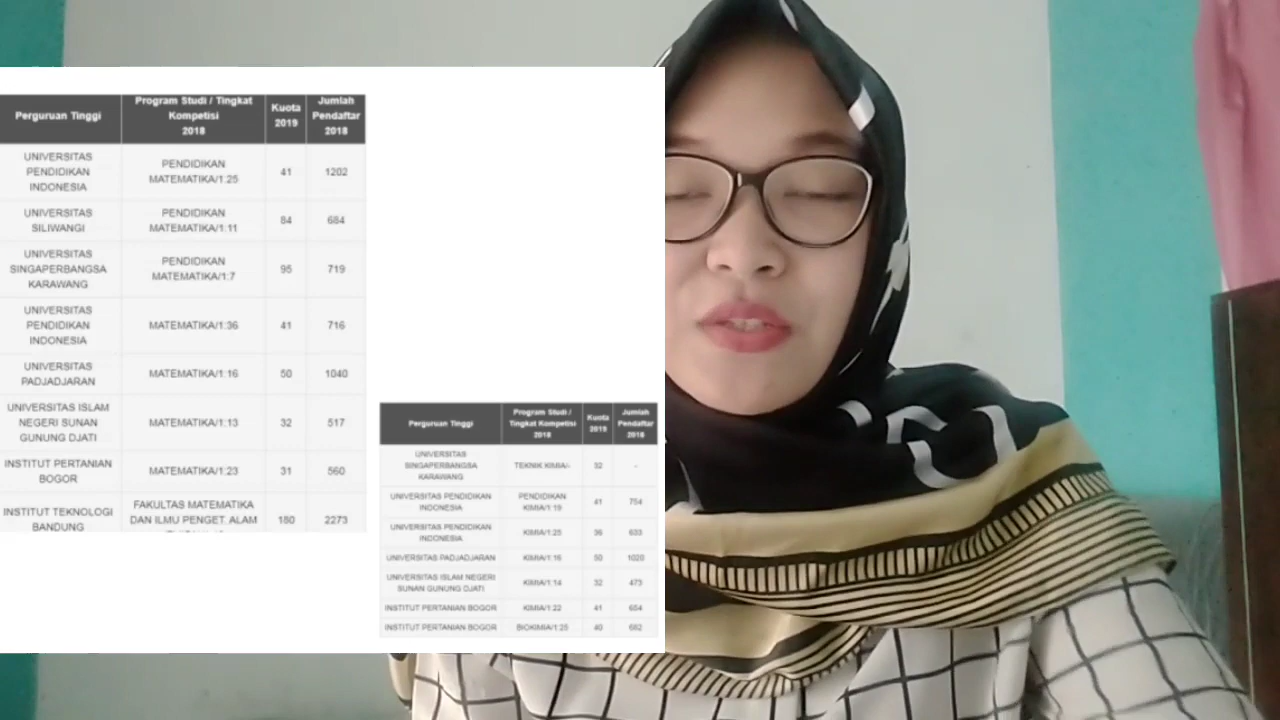 Perguruan Tinggi
Program Studi / Tingkat
Kompetisi
2018
Kuota
2019
Jumlah
Pendaftar
2018
UNIVERSITAS
PENDIDIKAN
INDONESIA
PENDIDIKAN
MATEMATIKA/1:25
41
1202
UNIVERSITAS
SILIWANGI
PENDIDIKAN
MATEMATIKA/1:11
84
684
UNIVERSITAS
SINGAPERBANGSA
KARAWANG
PENDIDIKAN
MATEMATIKA/1:7
95
719
UNIVERSITAS
PENDIDIKAN
INDONESIA
MATEMATIKA/1:36
41
716
UNIVERSITAS
PADJADJARAN
MATEMATIKA/1:16
50
1040
UNIVERSITAS ISLAM
NEGERI SUNAN
GUNUNG DJATI
MATEMATIKA/1:13
32
517
INSTITUT PERTANIAN
BOGOR
MATEMATIKA/1:23
31
560
INSTITUT TEKNOLOGI
BANDUNG
FAKULTAS MATEMATIKA
DAN ILMU PENGET. ALAM
180
2273
Perguruan Tinggi
Program Studi /
Tingkat Kompetisi
2018
Kuota
2019
Jumlah
Pendaftar
2018
UNIVERSITAS
SINGAPERBANGSA
KARAWANG
TEKNIK KIMIA/-
32
-
UNIVERSITAS PENDIDIKAN
INDONESIA
PENDIDIKAN
KIMIA/1:19
41
754
UNIVERSITAS PENDIDIKAN
INDONESIA
KIMIA/1:25
36
633
UNIVERSITAS PADJADJARAN
KIMIA/1:16
50
1020
UNIVERSITAS ISLAM NEGERI
SUNAN GUNUNG DJATI
KIMIA/1:14
32
473
INSTITUT PERTANIAN BOGOR
KIMIA/1:22
41
654
INSTITUT PERTANIAN BOGOR
BIOKIMIA/1:25
40
682